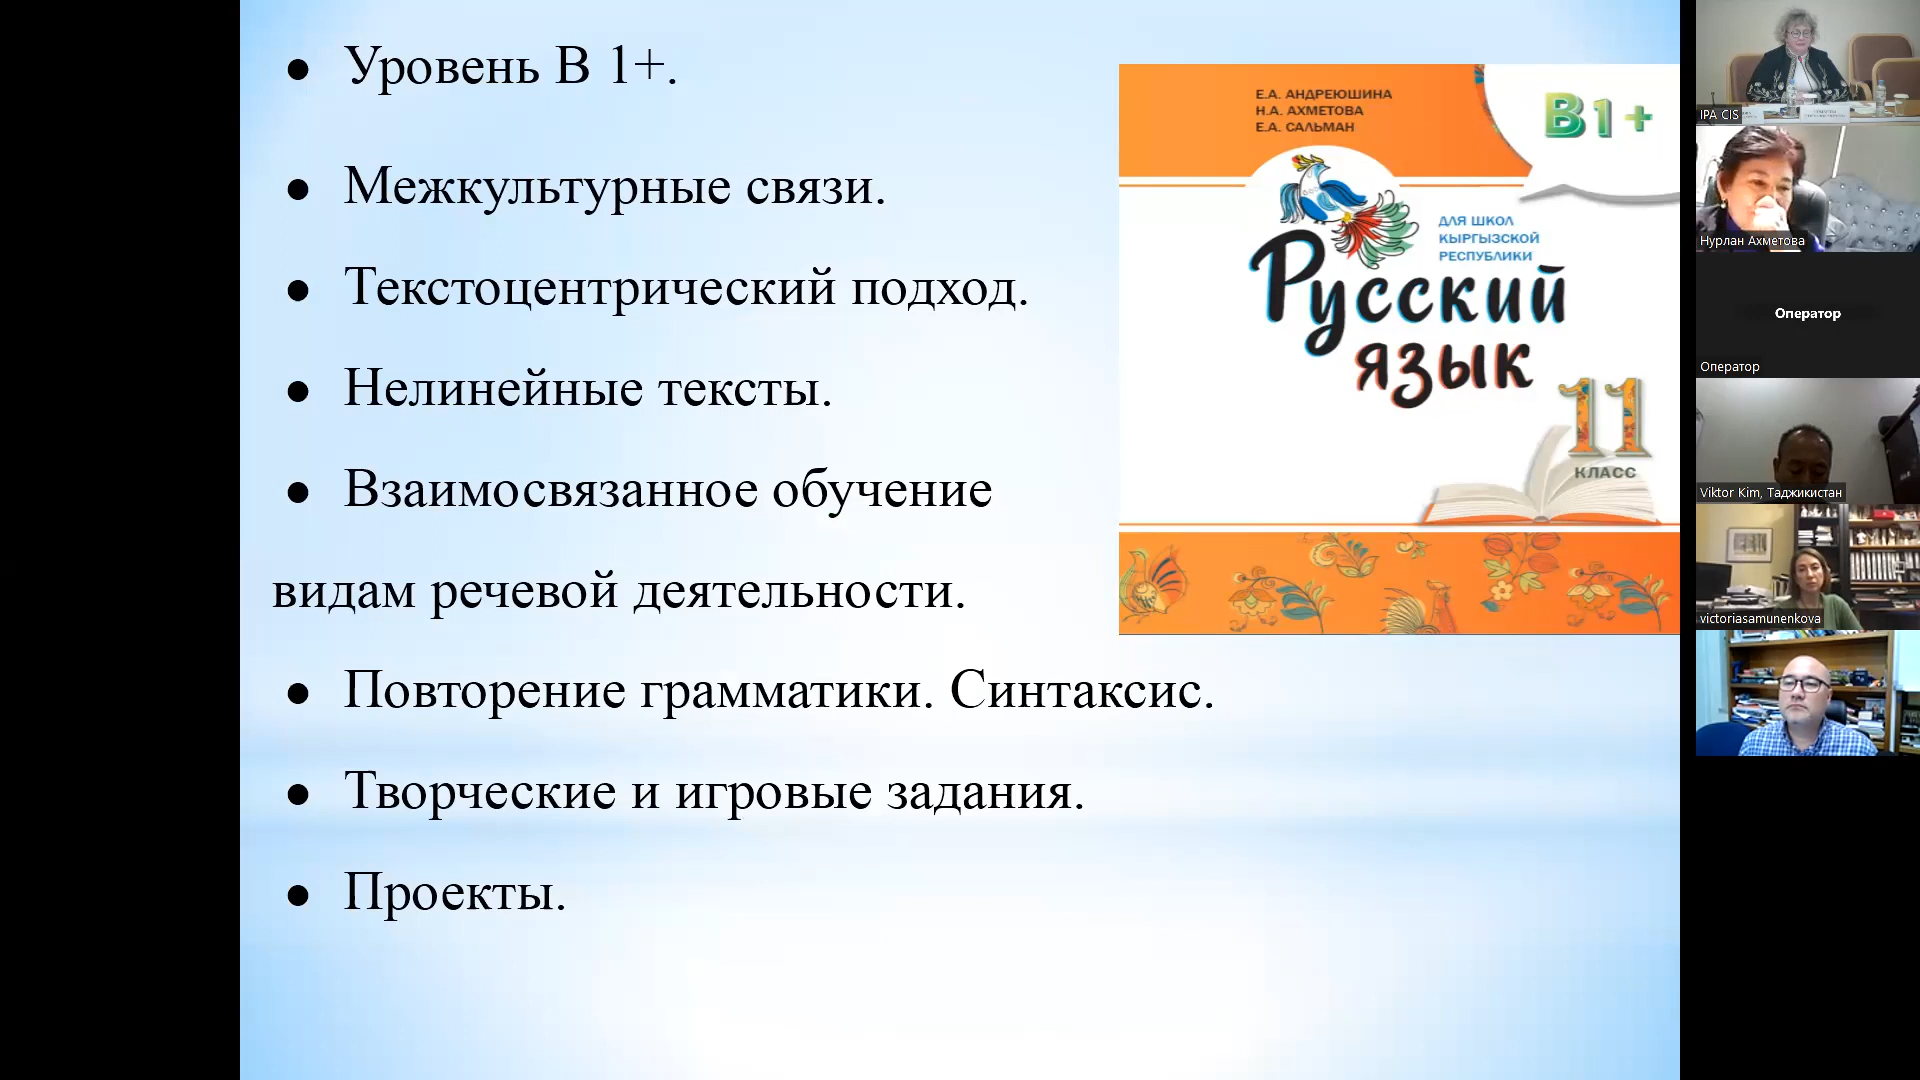 ● Уровень В 1+.
● Межкультурные связи.
● Текстоцентрический подход.
● Нелинейные тексты.
● Взаимосвязанное обучение
видам речевой деятельности.
● Повторение грамматики. Синтаксис.
● Творческие и игровые задания.
● Проекты.
Е.А. АНДРЕЮШИНА
Н.А. АХМЕТОВА
Е.А. САЛЬМАН
В1+
ДЛЯ ШКОЛ
КЫРГЫЗСКОЙ
РЕСПУБЛИКИ
Русский
язык
11
КЛАСС
IPA CIS
Нурлан Ахметова
Оператор
Оператор
Viktor Kim, Таджикистан
victoriasamunenkova